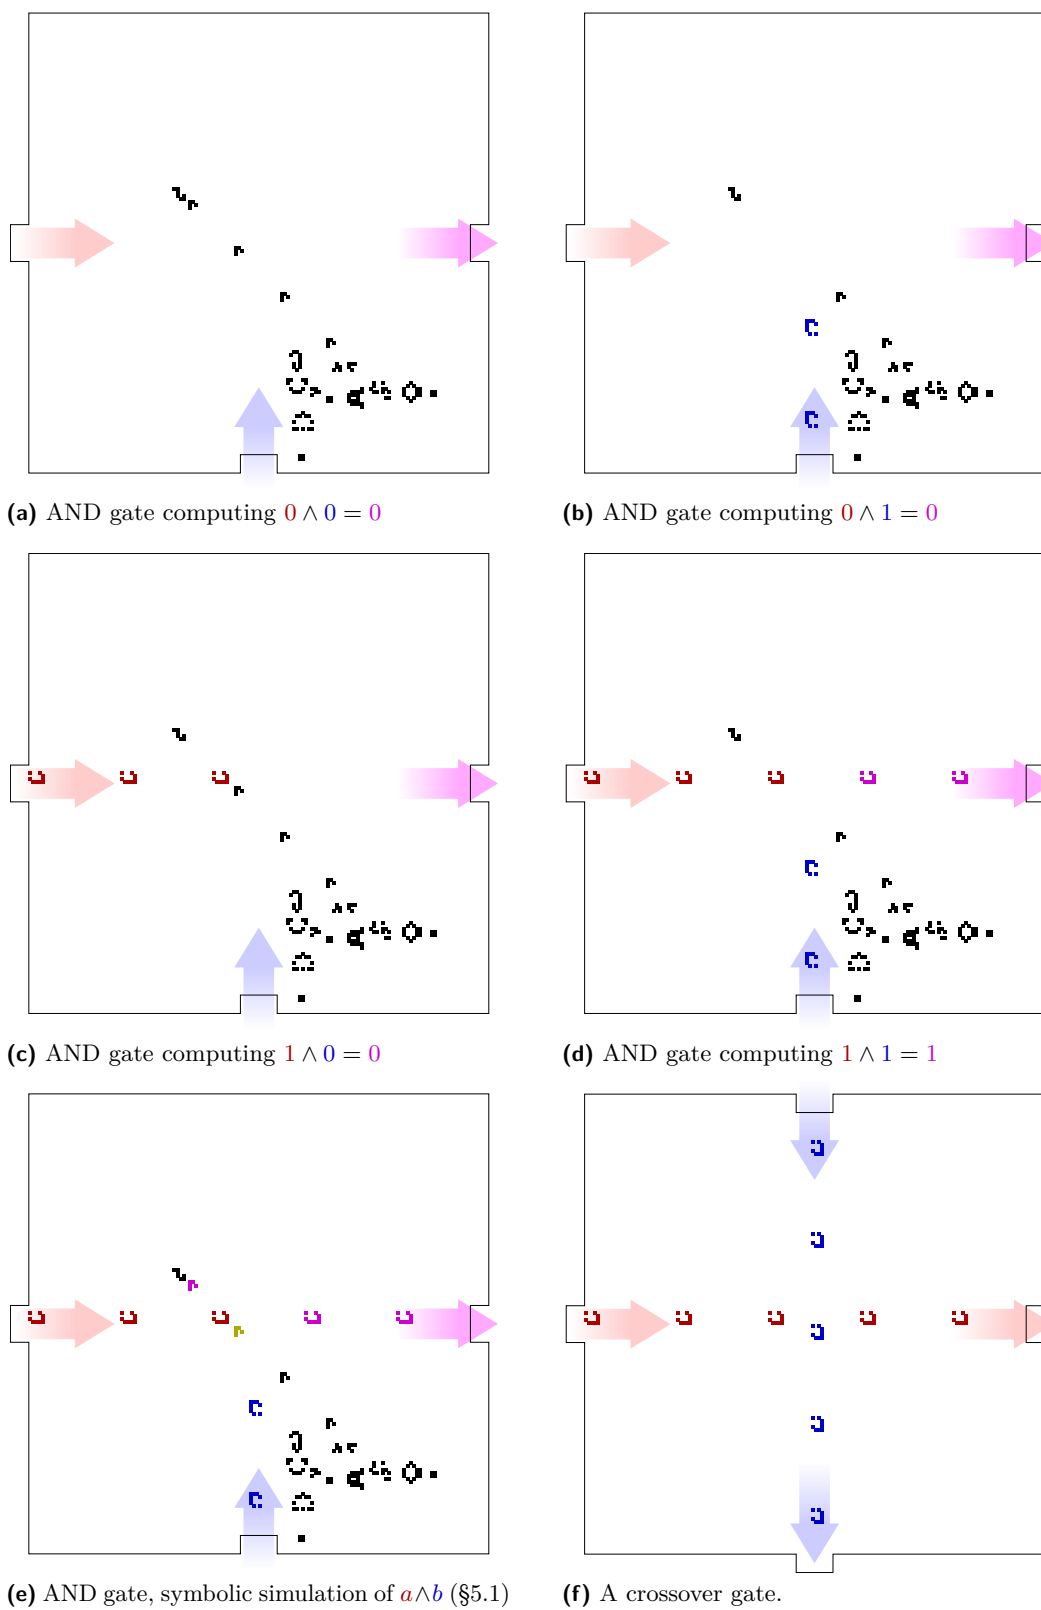 (a) AND gate computing 0 ∧ 0 = 0
(b) AND gate computing 0 ∧ 1 = 0
(c) AND gate computing 1 ∧ 0 = 0
(d) AND gate computing 1 ∧ 1 = 1
(e) AND gate, symbolic simulation of a∧b (§5.1)
(f) A crossover gate.